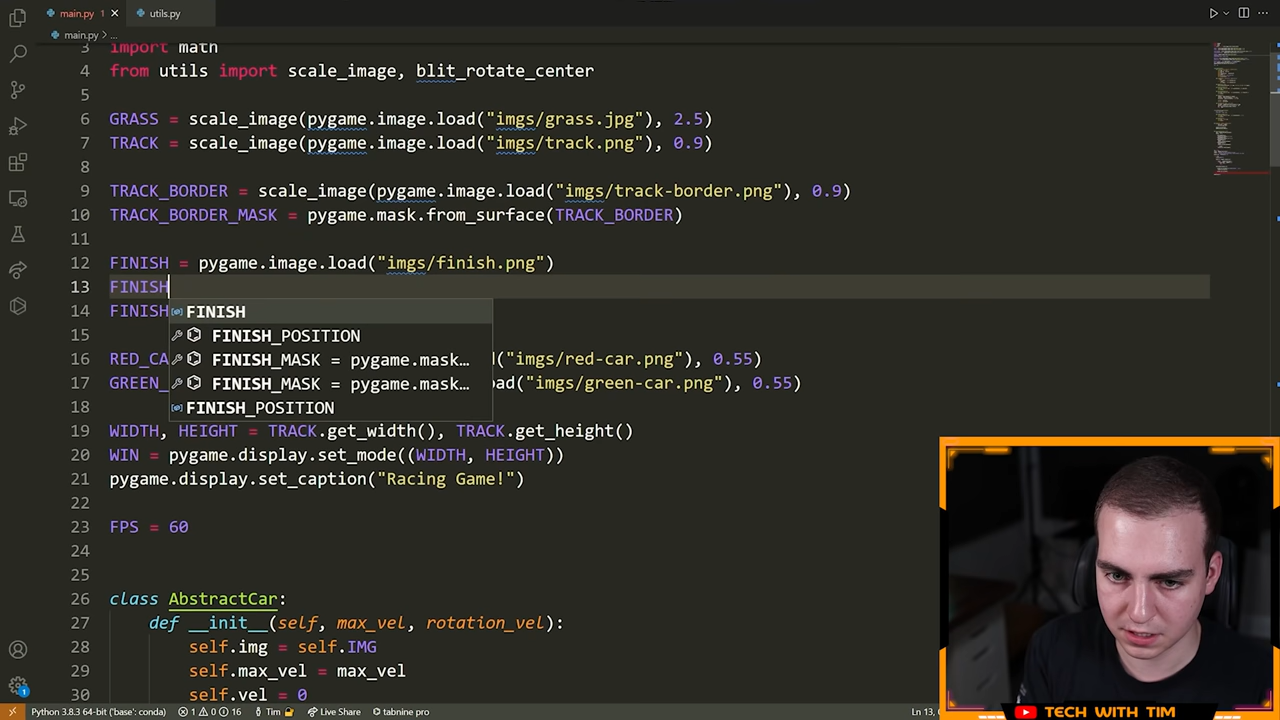 main.py 1
utils.py
main.py > ...
3 import math
4 from utils import scale_image, blit_rotate_center
5
6 GRASS = scale_image(pygame.image.load("imgs/grass.jpg"), 2.5)
7 TRACK = scale_image(pygame.image.load("imgs/track.png"), 0.9)
8
9 TRACK_BORDER = scale_image(pygame.image.load("imgs/track-border.png"), 0.9)
10 TRACK_BORDER_MASK = pygame.mask.from_surface(TRACK_BORDER)
11
12 FINISH = pygame.image.load("imgs/finish.png")
13 FINISH
FINISH
14 FINISH
FINISH_POSITION
15
FINISH_MASK = pygame.mask...
16 RED_CA d("imgs/red-car.png"), 0.55)
FINISH_MASK = pygame.mask...
17 GREEN_ oad("imgs/green-car.png"), 0.55)
FINISH_POSITION
18
19 WIDTH, HEIGHT = TRACK.get_width(), TRACK.get_height()
20 WIN = pygame.display.set_mode((WIDTH, HEIGHT))
21 pygame.display.set_caption("Racing Game!")
22
23 FPS = 60
24
25
26 class AbstractCar:
27 def __init__(self, max_vel, rotation_vel):
28 self.img = self.IMG
29 self.max_vel = max_vel
30 self.vel = 0
1
Python 3.8.3 64-bit ('base': conda) 1 0 16 Tim Live Share tabnine pro Ln 13,
TECH WITH TIM